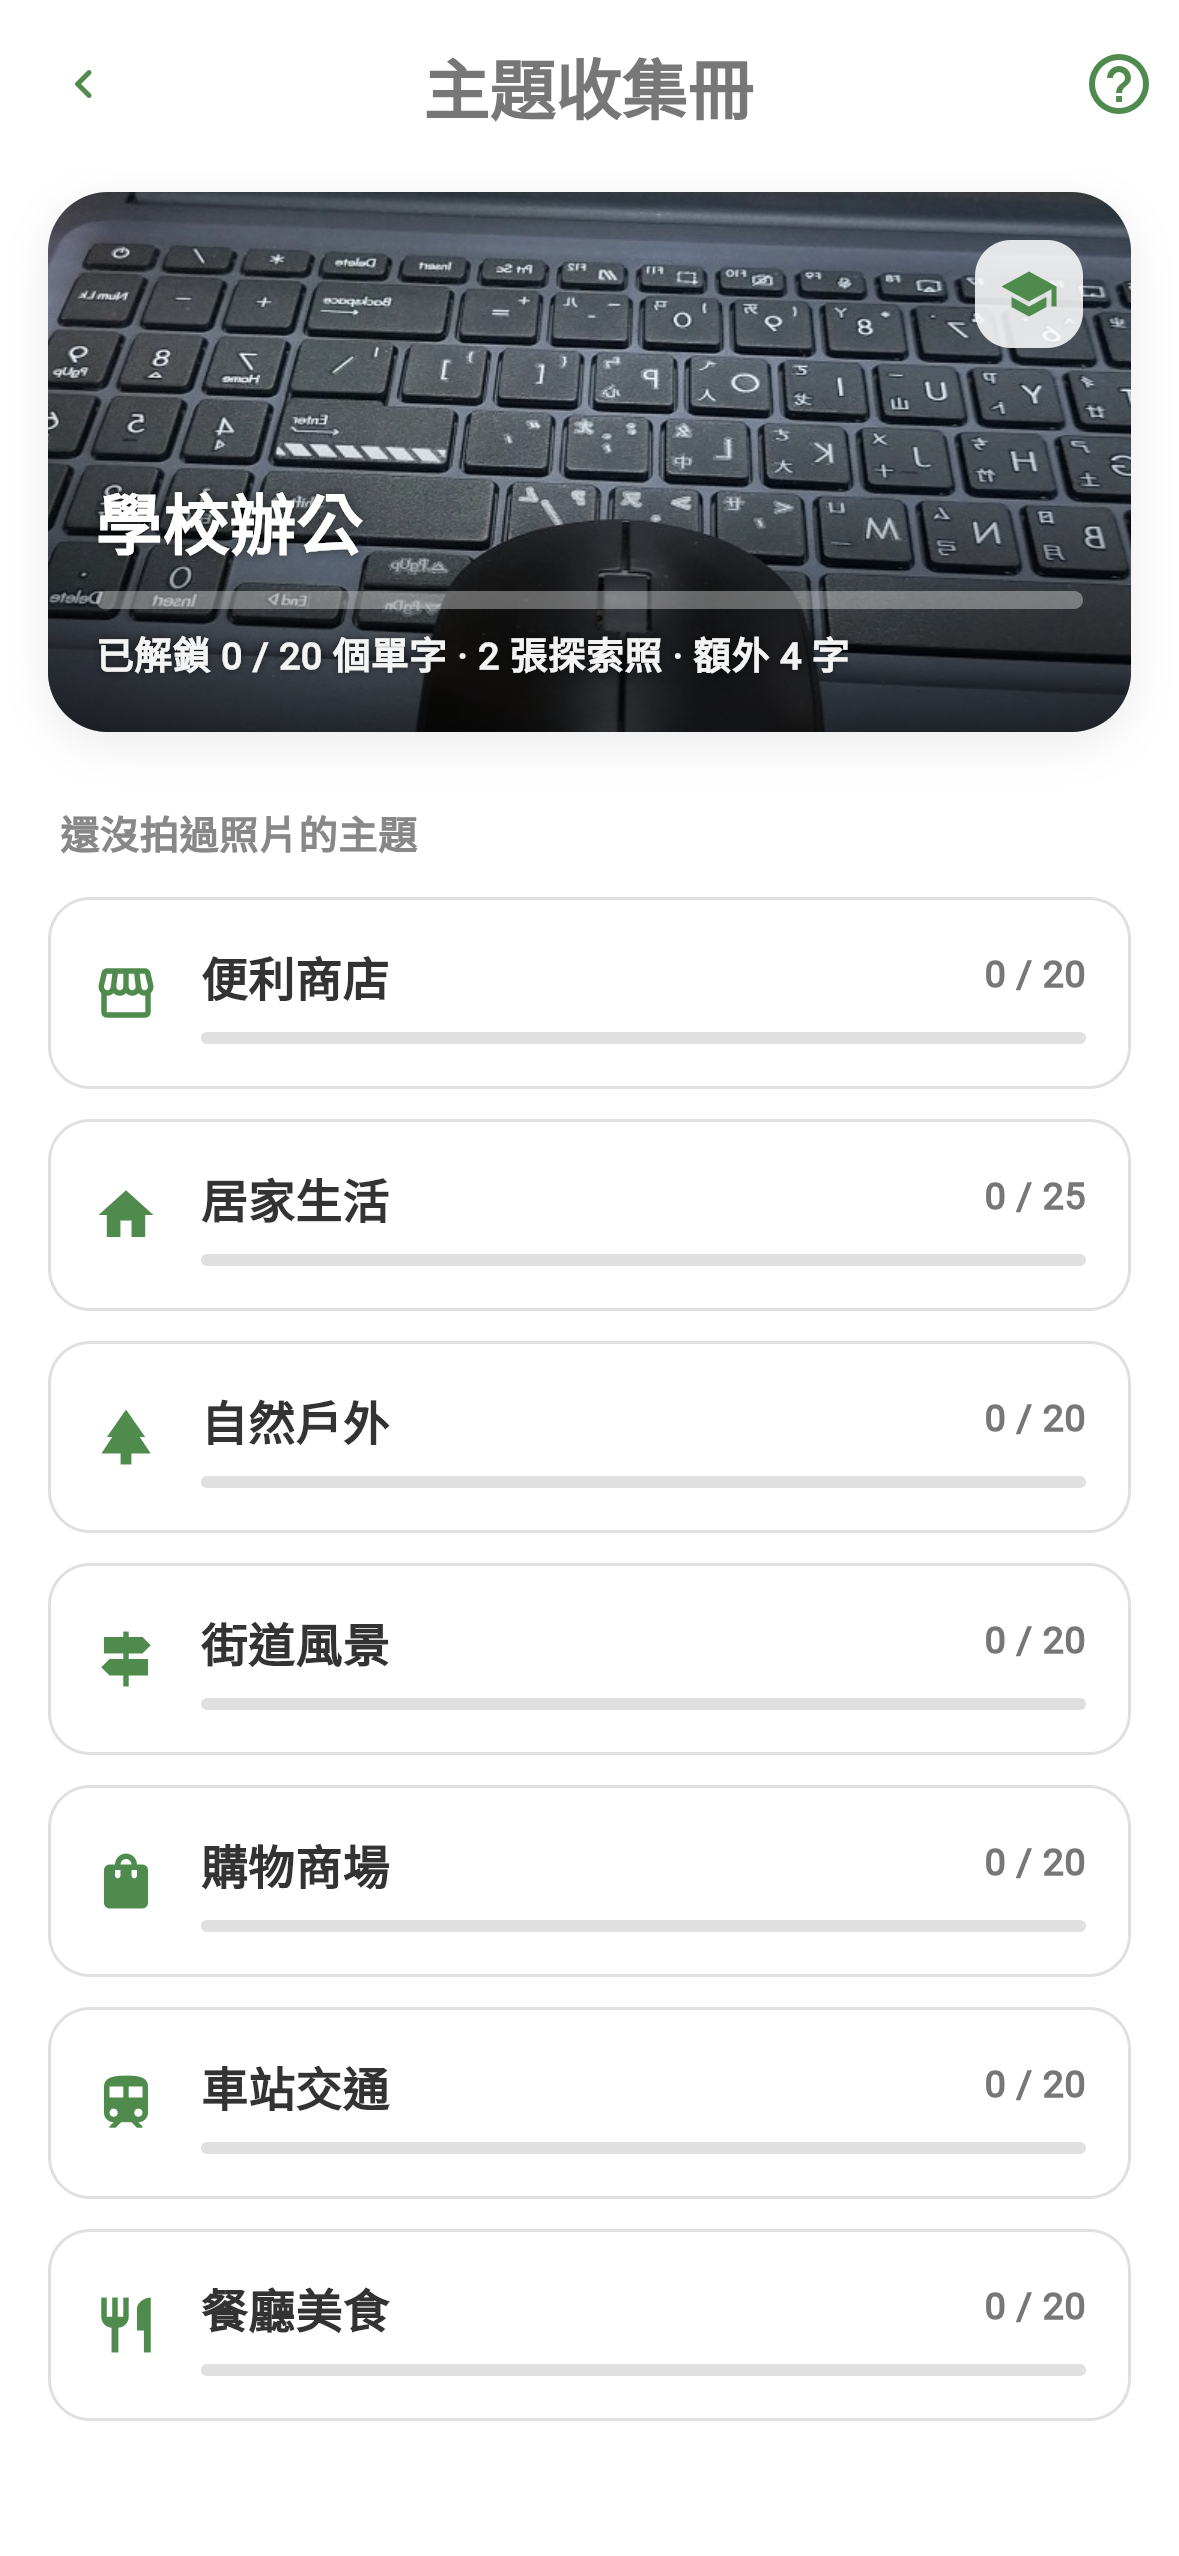 主題收集冊
學校辦公
已解鎖 0 / 20 個單字 · 2 張探索照 · 額外 4 字
還沒拍過照片的主題
便利商店 0 / 20
居家生活 0 / 25
自然戶外 0 / 20
街道風景 0 / 20
購物商場 0 / 20
車站交通 0 / 20
餐廳美食 0 / 20